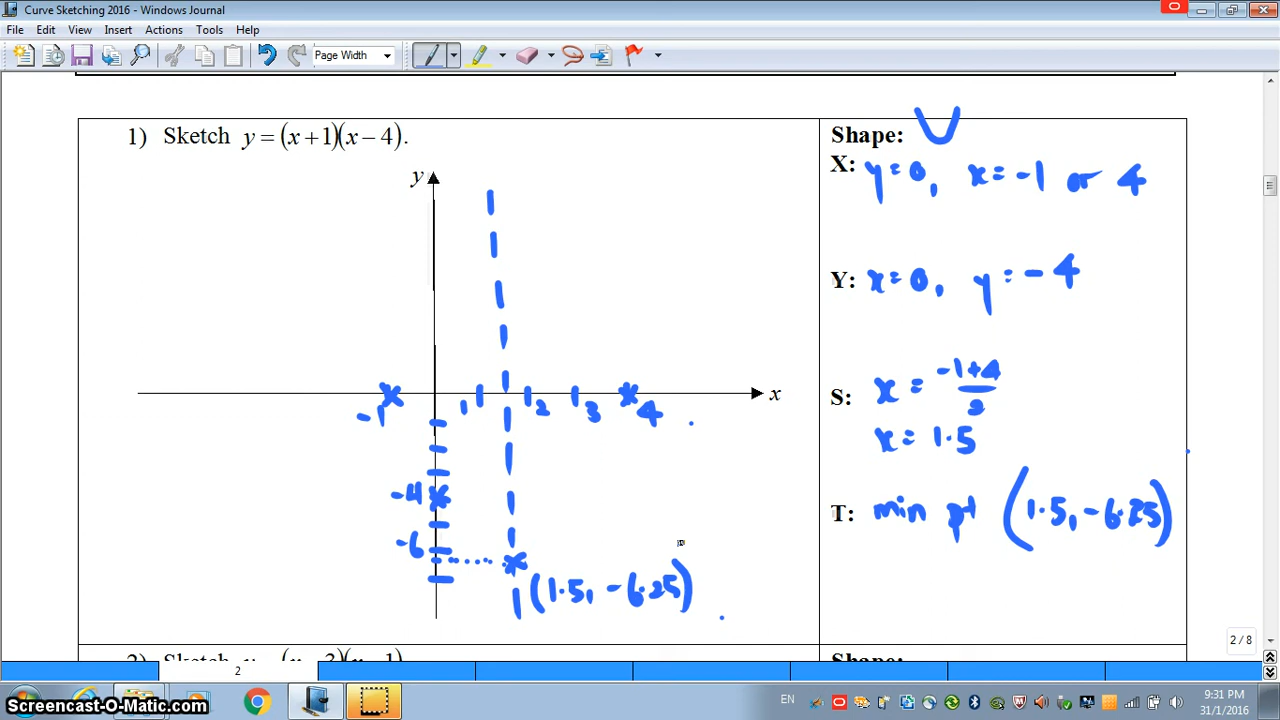 Curve Sketching 2016 - Windows Journal
File Edit View Insert Actions Tools Help
Page Width
1) Sketch y = (x+1)(x−4).
y
x
-1 1 2 3 4
-4
-6
(1.5, -6.25)
Shape:
X: y=0, x=-1 or 4
Y: x=0, y=-4
S: x = \frac{-1+4}{2}
x = 1.5
T: min pt (1.5, -6.25)
2 / 8
Shape:
2
EN
9:31 PM
31/1/2016
Screencast-O-Matic.com